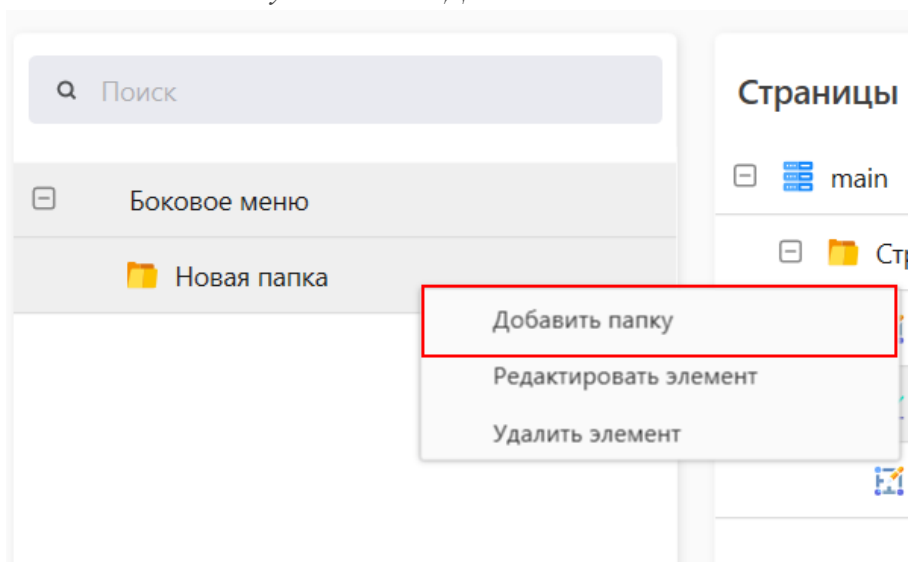 Поиск
Боковое меню
Новая папка
Добавить папку
Редактировать элемент
Удалить элемент
Страницы
main